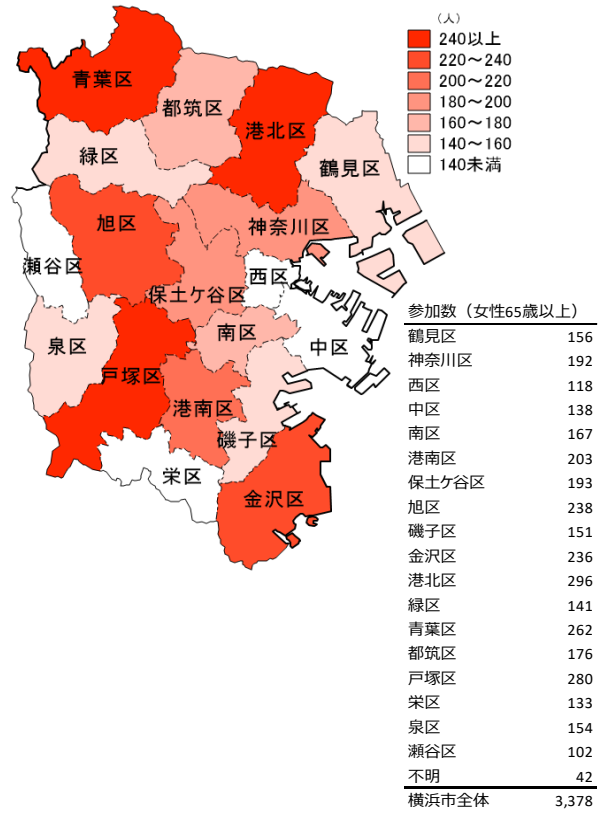 （人）
240以上
220～240
200～220
180～200
160～180
140～160
140未満
青葉区
都筑区
港北区
緑区
鶴見区
旭区
神奈川区
瀬谷区
西区
保土ケ谷区
泉区
南区
中区
戸塚区
港南区
磯子区
栄区
金沢区
参加数（女性65歳以上）
鶴見区 156
神奈川区 192
西区 118
中区 138
南区 167
港南区 203
保土ケ谷区 193
旭区 238
磯子区 151
金沢区 236
港北区 296
緑区 141
青葉区 262
都筑区 176
戸塚区 280
栄区 133
泉区 154
瀬谷区 102
不明 42
横浜市全体 3,378